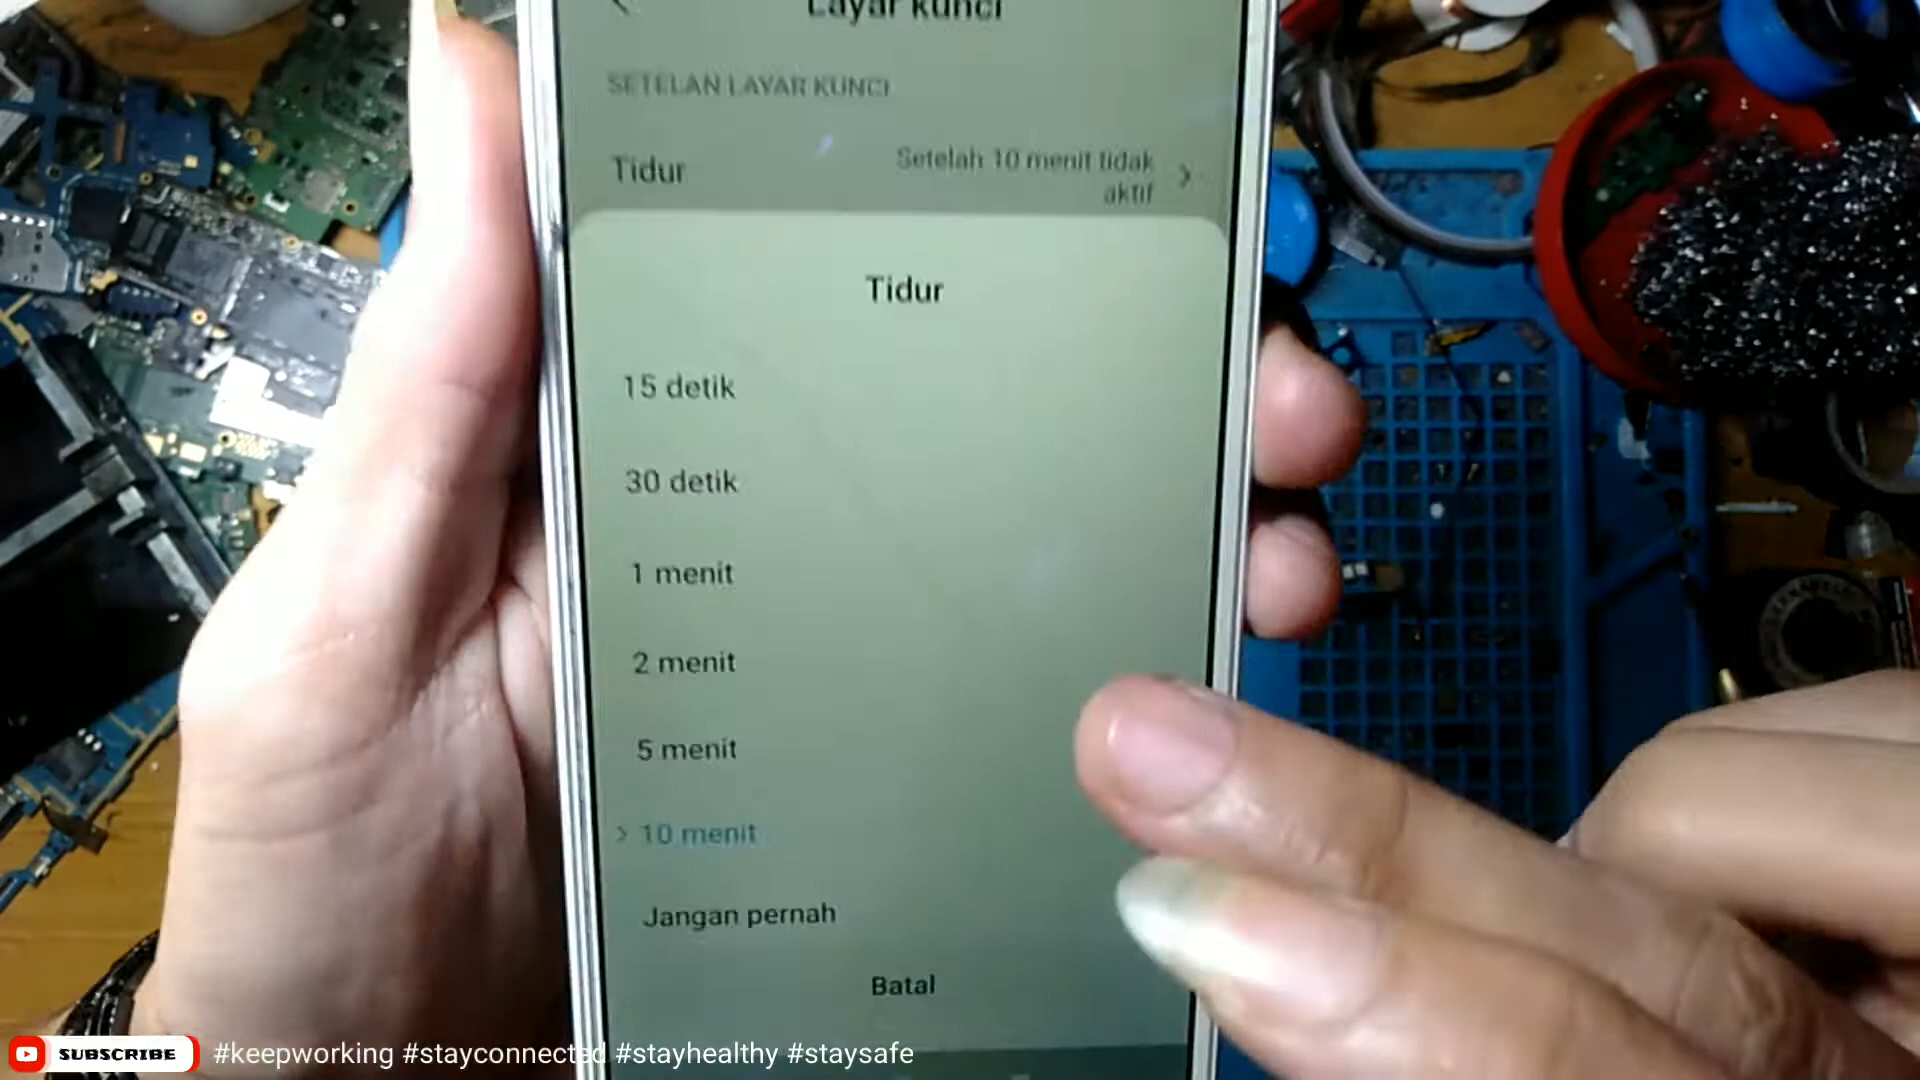 Layar kunci
SETELAN LAYAR KUNCI
Tidur
Setelah 10 menit tidak
aktif
Tidur
15 detik
30 detik
1 menit
2 menit
5 menit
10 menit
Jangan pernah
Batal
SUBSCRIBE #keepworking #stayconnected #stayhealthy #staysafe